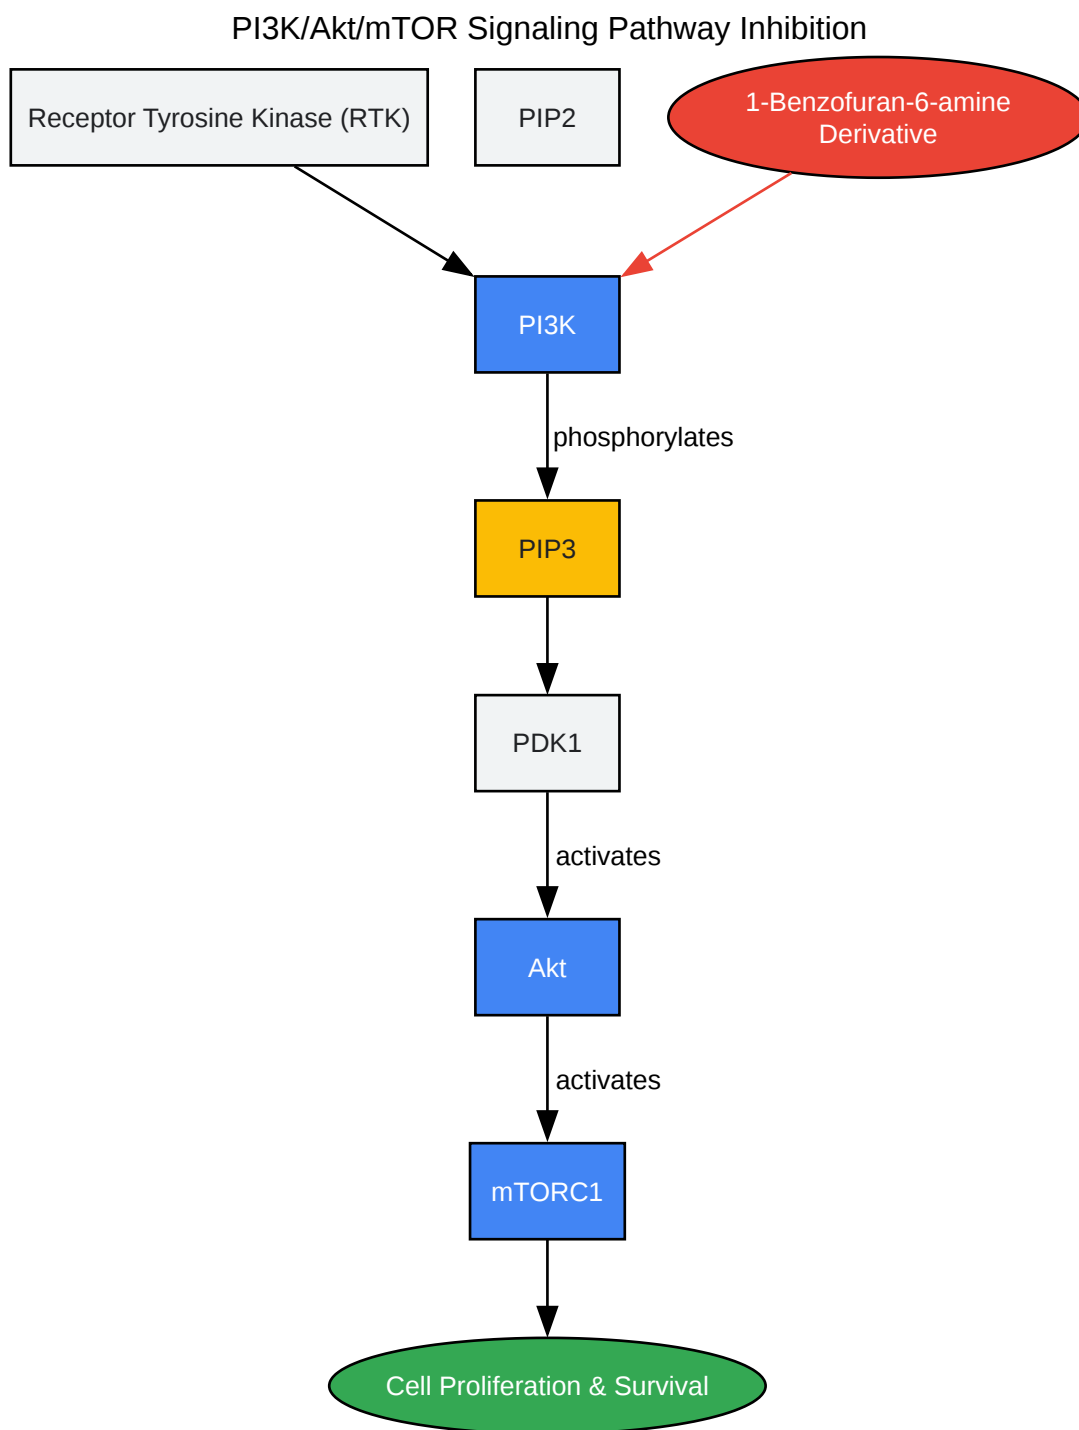 PI3K/Akt/mTOR Signaling Pathway Inhibition
Receptor Tyrosine Kinase (RTK)
PIP2
1-Benzofuran-6-amine
Derivative
PI3K
phosphorylates
PIP3
PDK1
activates
Akt
activates
mTORC1
Cell Proliferation & Survival